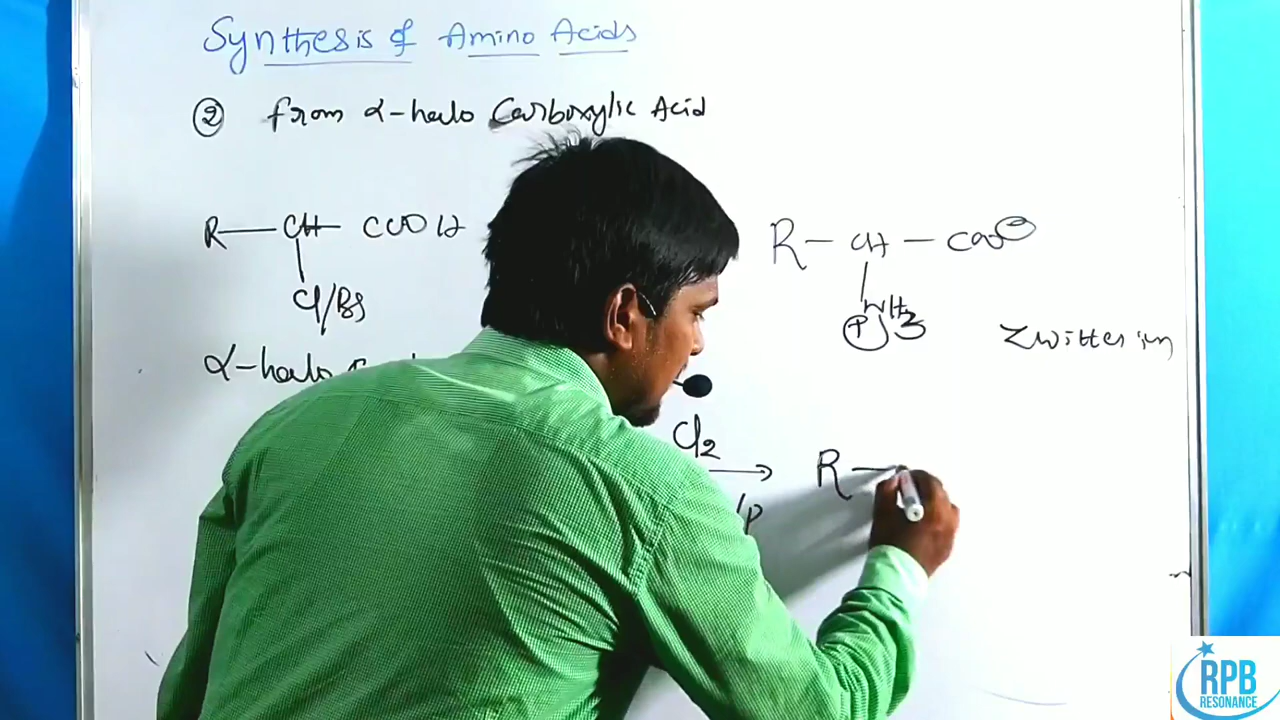 Synthesis of Amino Acids
② from α-halo Carboxylic Acid
R — CH — COOH
Cl/Br
α-halo
R — CH — COO⊖
⊕ NH3
Zwitter ion
Cl2
/P
R —
RPB
RESONANCE